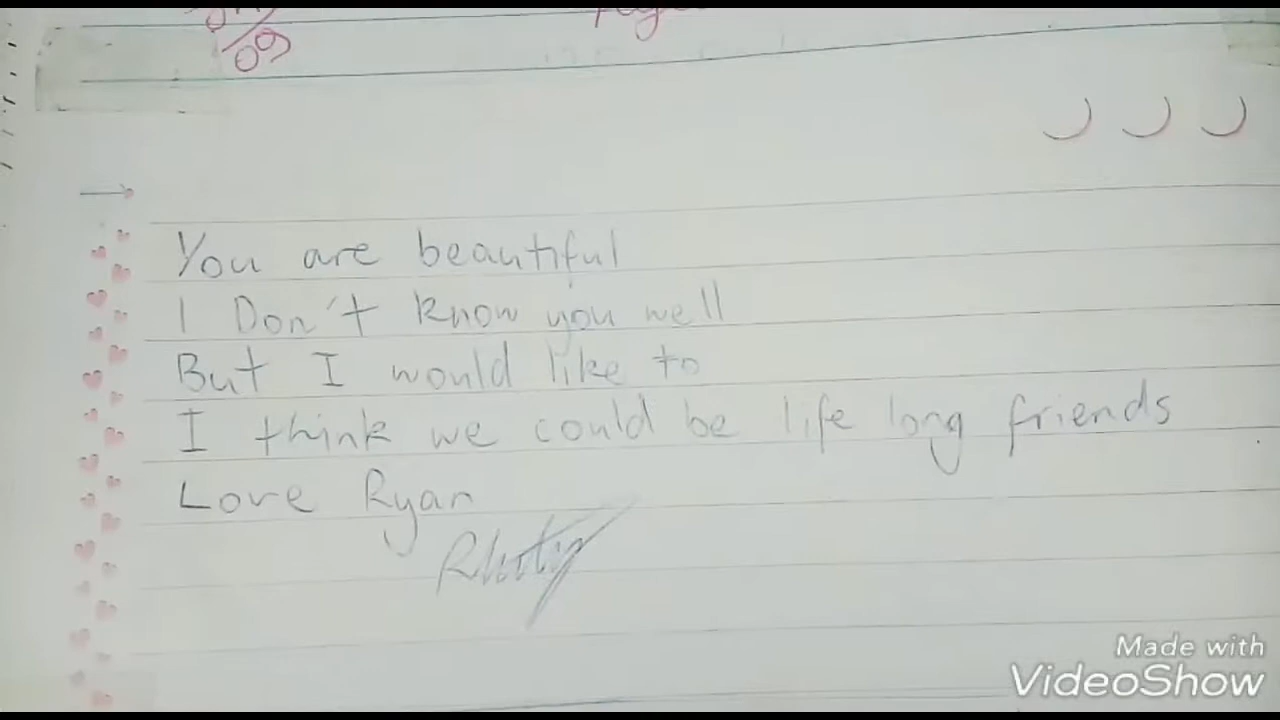 You are beautiful
I Don't know you well
But I would like to
I think we could be life long friends
Love Ryan
Made with
VideoShow